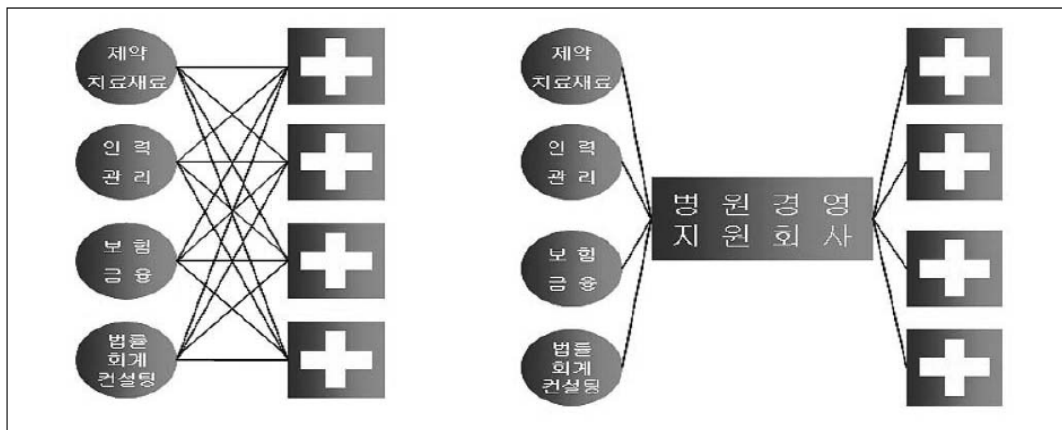 제약
치료재료
인 력
관 리
보 험
금 융
법률
회계
컨설팅
제약
치료재료
인 력
관 리
보 험
금 융
법률
회계
컨설팅
병 원 경 영
지 원 회 사